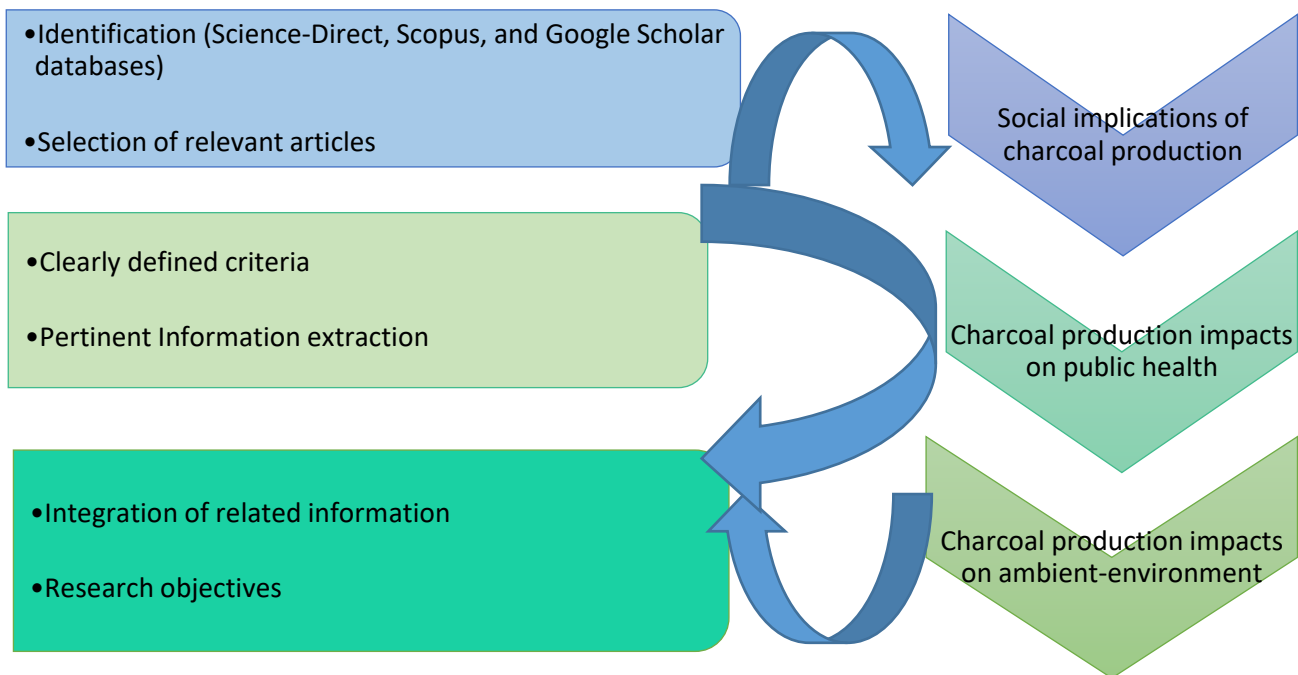 •Identification (Science-Direct, Scopus, and Google Scholar
databases)
•Selection of relevant articles
Social implications of
charcoal production
•Clearly defined criteria
•Pertinent Information extraction
Charcoal production impacts
on public health
•Integration of related information
•Research objectives
Charcoal production impacts
on ambient-environment